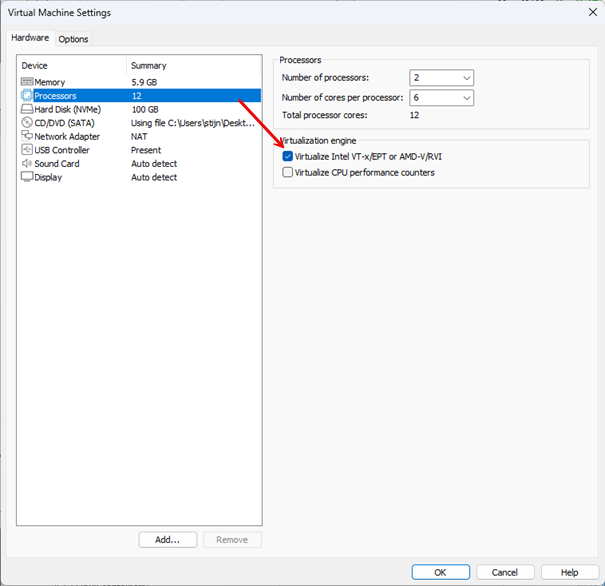 Virtual Machine Settings
Hardware Options
Device Summary
Memory 5.9 GB
Processors 12
Hard Disk (NVMe) 100 GB
CD/DVD (SATA) Using file C:\Users\stijn\Deskt...
Network Adapter NAT
USB Controller Present
Sound Card Auto detect
Display Auto detect
Add... Remove
Processors
Number of processors: 2
Number of cores per processor: 6
Total processor cores: 12
Virtualization engine
Virtualize Intel VT-x/EPT or AMD-V/RVI
Virtualize CPU performance counters
OK Cancel Help